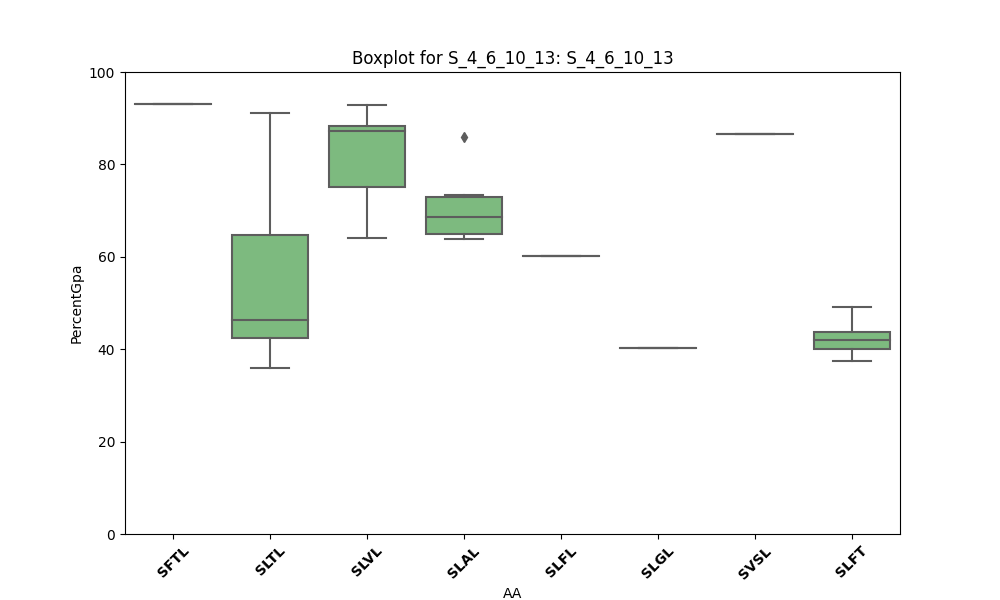 Boxplot for S_4_6_10_13: S_4_6_10_13
100
80
60
40
20
0
PercentGpa
SFTL SLTL SLVL SLAL SLFL SLGL SVSL SLFT
AA